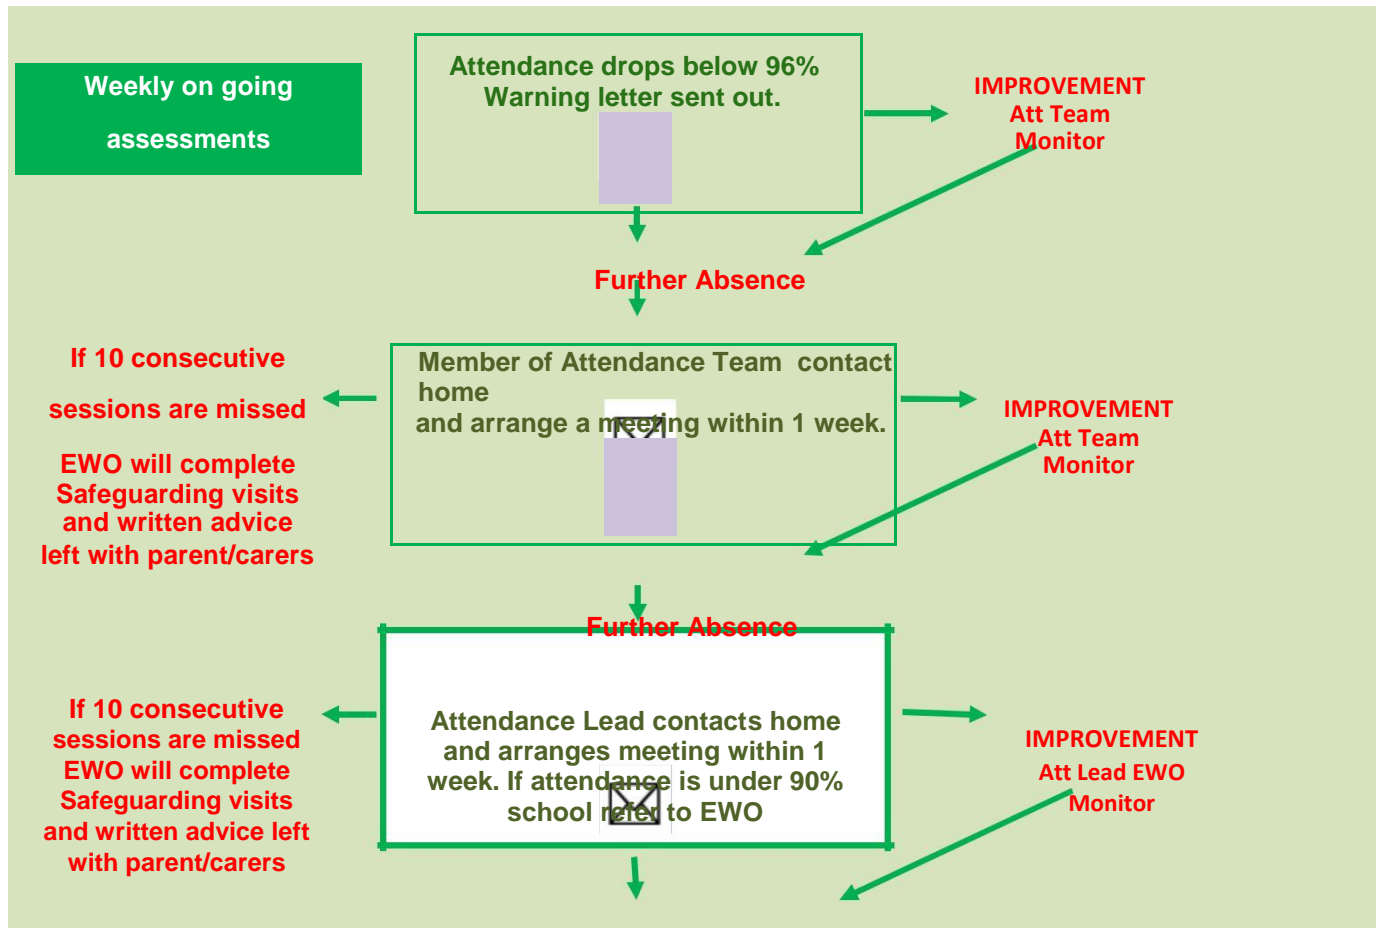 Weekly on going
assessments
Attendance drops below 96%
Warning letter sent out.
IMPROVEMENT
Att Team
Monitor
Further Absence
If 10 consecutive
sessions are missed
EWO will complete
Safeguarding visits
and written advice
left with parent/carers
Member of Attendance Team contact
home
and arrange a meeting within 1 week.
IMPROVEMENT
Att Team
Monitor
Further Absence
If 10 consecutive
sessions are missed
EWO will complete
Safeguarding visits
and written advice left
with parent/carers
Attendance Lead contacts home
and arranges meeting within 1
week. If attendance is under 90%
school refer to EWO
IMPROVEMENT
Att Lead EWO
Monitor